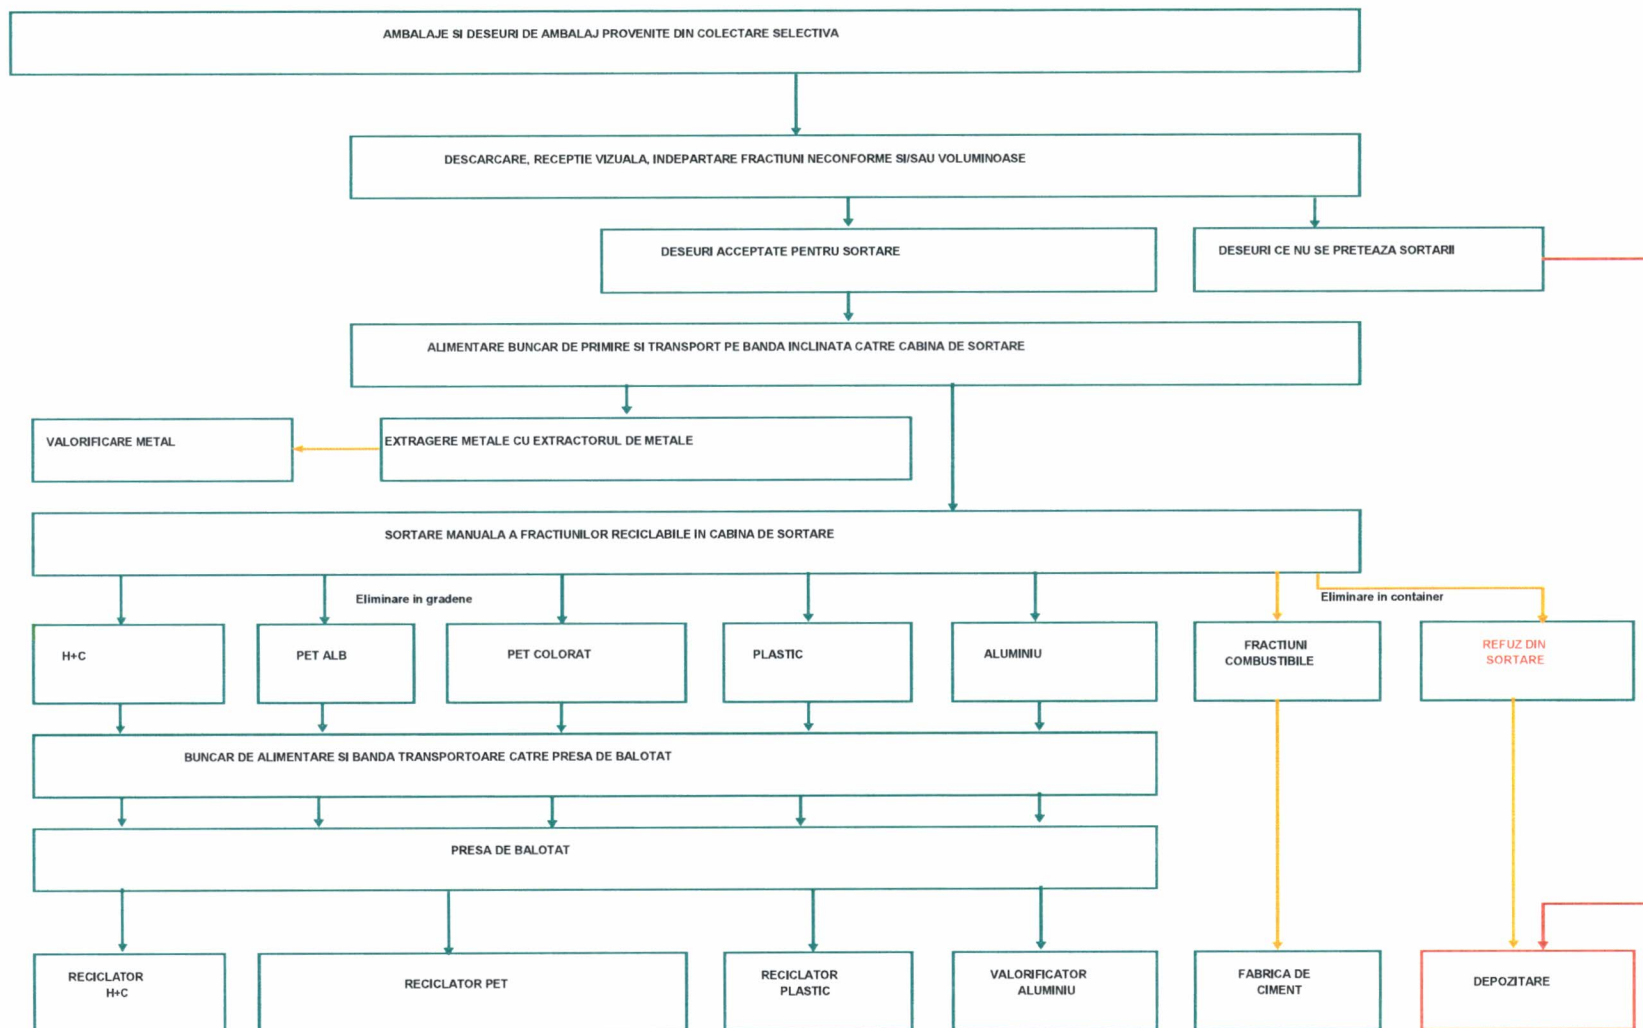 AMBALAJE SI DESEURI DE AMBALAJ PROVENITE DIN COLECTARE SELECTIVA
DESCARCARE, RECEPTIE VIZUALA, INDEPARTARE FRACTIUNI NECONFORME SI/SAU VOLUMINOASE
DESEURI ACCEPTATE PENTRU SORTARE
DESEURI CE NU SE PRETEAZA SORTARII
ALIMENTARE BUNCAR DE PRIMIRE SI TRANSPORT PE BANDA INCLINATA CATRE CABINA DE SORTARE
VALORIFICARE METAL
EXTRAGERE METALE CU EXTRACTORUL DE METALE
SORTARE MANUALA A FRACTIUNILOR RECICLABILE IN CABINA DE SORTARE
Eliminare in gradene
Eliminare in container
H+C
PET ALB
PET COLORAT
PLASTIC
ALUMINIU
FRACTIUNI
COMBUSTIBILE
REFUZ DIN
SORTARE
BUNCAR DE ALIMENTARE SI BANDA TRANSPORTOARE CATRE PRESA DE BALOTAT
PRESA DE BALOTAT
RECICLATOR
H+C
RECICLATOR PET
RECICLATOR
PLASTIC
VALORIFICATOR
ALUMINIU
FABRICA DE
CIMENT
DEPOZITARE